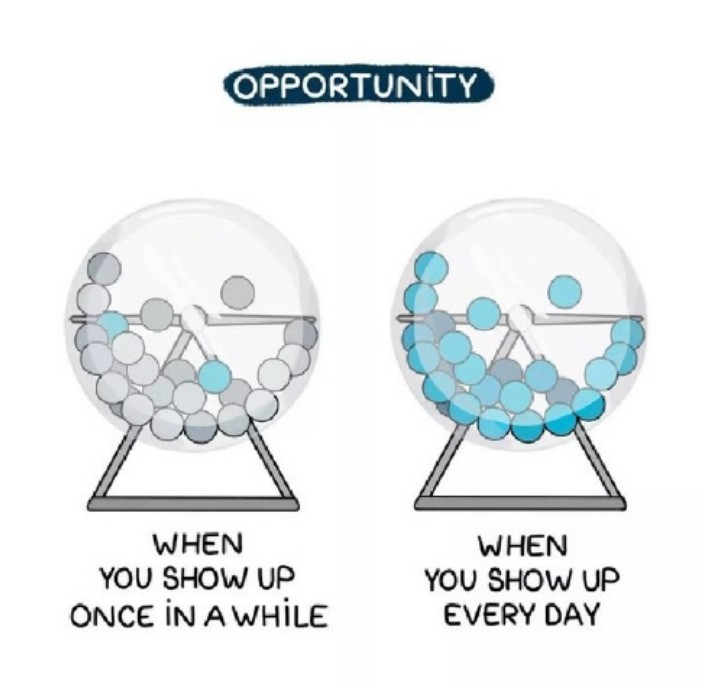 OPPORTUNITY
WHEN
YOU SHOW UP
ONCE IN A WHILE
WHEN
YOU SHOW UP
EVERY DAY